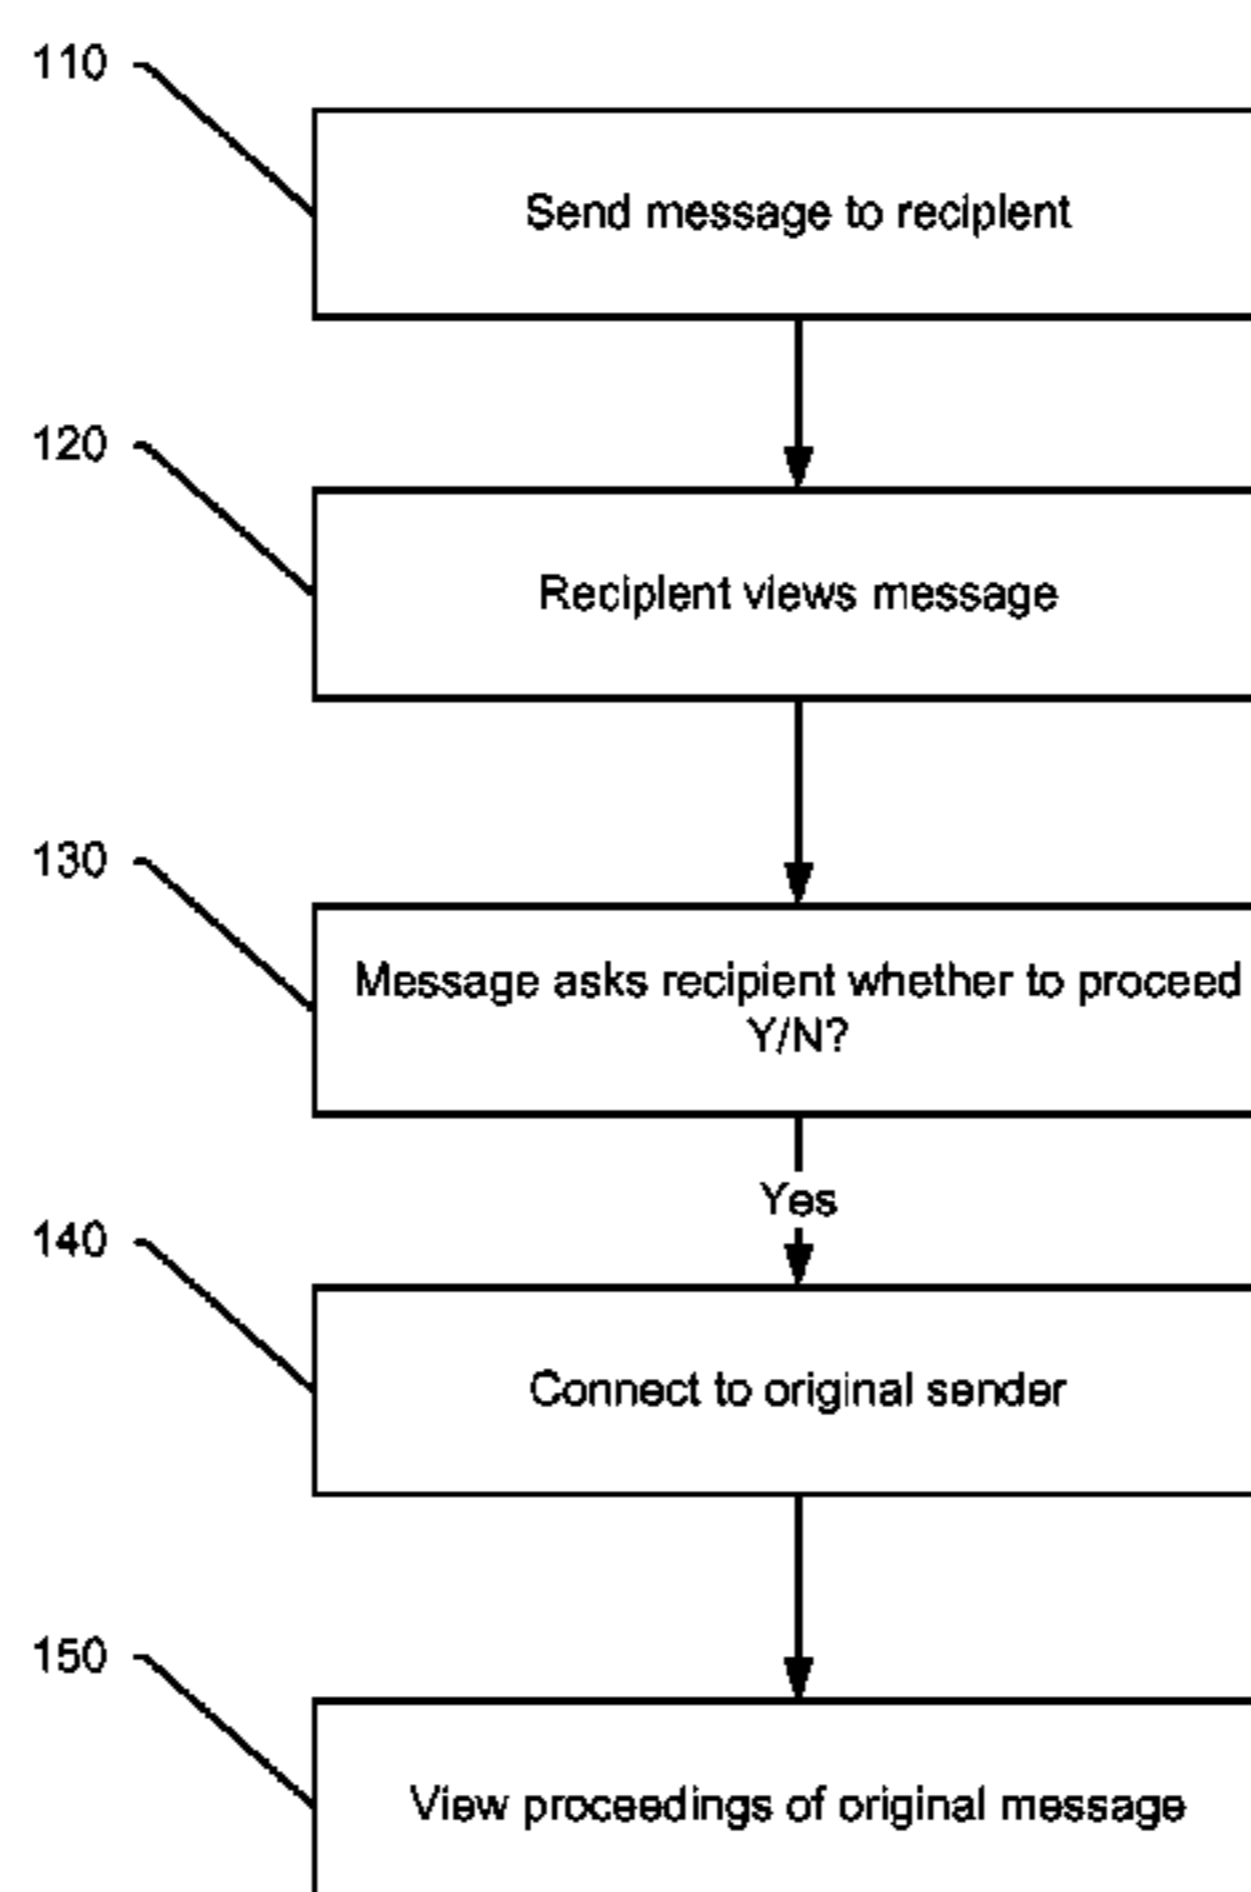 110
Send message to recipient
120
Recipient views message
130
Message asks recipient whether to proceed
Y/N?
Yes
140
Connect to original sender
150
View proceedings of original message